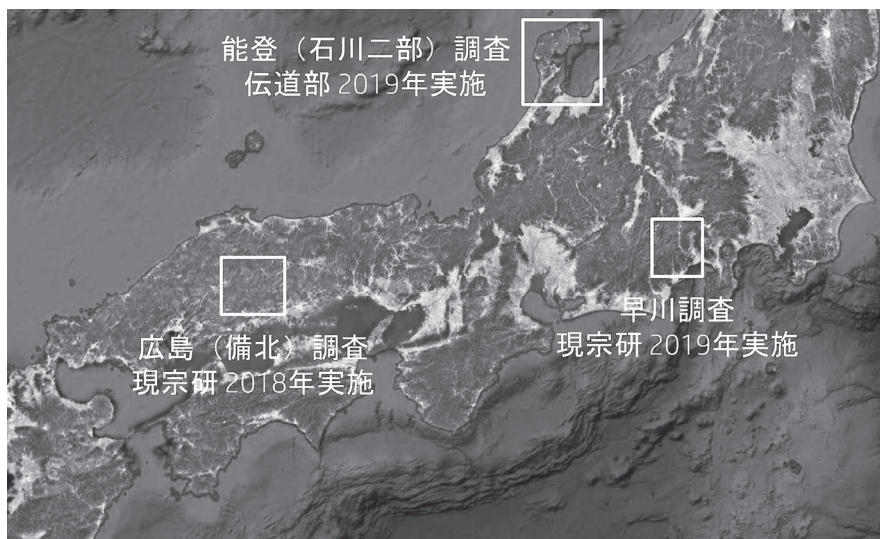 能登（石川二部）調査
伝道部 2019年実施
早川調査
現宗研 2019年実施
広島（備北）調査
現宗研 2018年実施